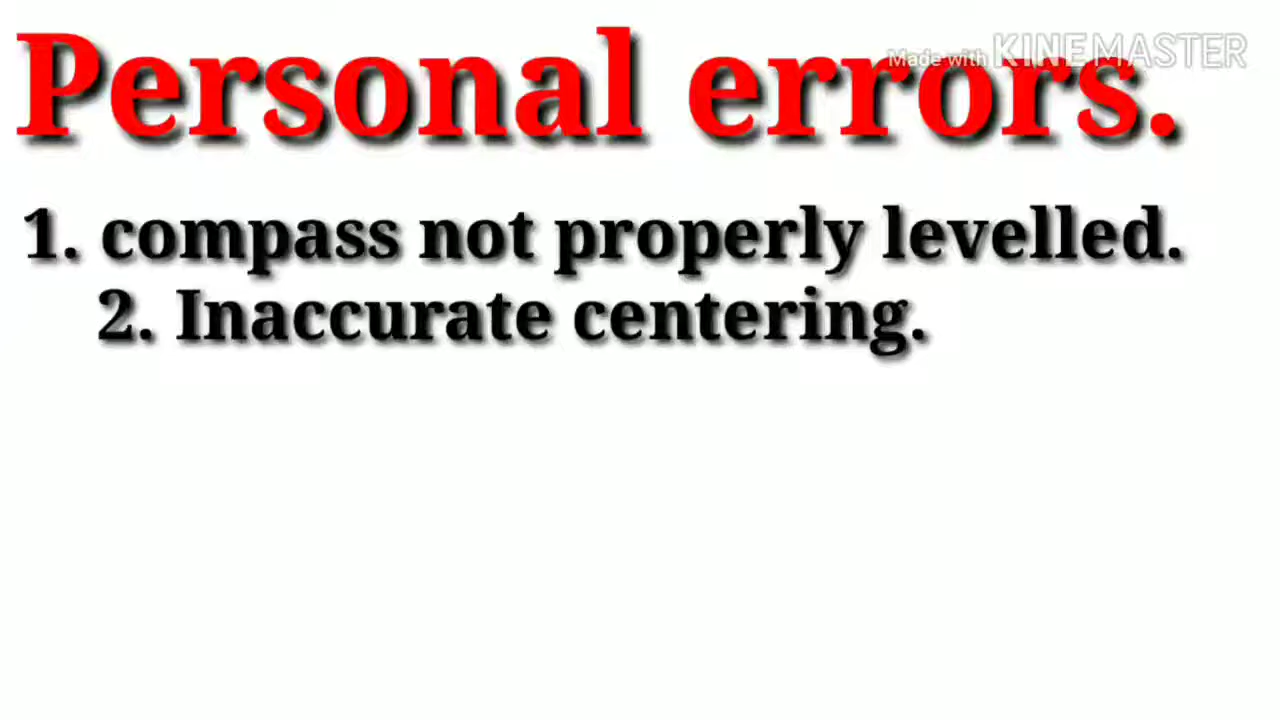 Personal errors.
Made with KINEMASTER
1. compass not properly levelled.
2. Inaccurate centering.